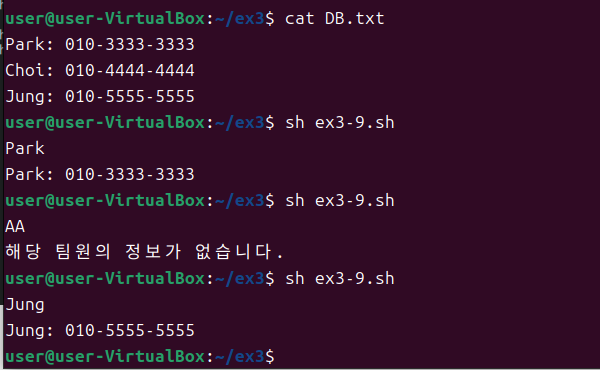 user@user-VirtualBox:~/ex3$ cat DB.txt
Park: 010-3333-3333
Choi: 010-4444-4444
Jung: 010-5555-5555
user@user-VirtualBox:~/ex3$ sh ex3-9.sh
Park
Park: 010-3333-3333
user@user-VirtualBox:~/ex3$ sh ex3-9.sh
AA
해당 팀원의 정보가 없습니다.
user@user-VirtualBox:~/ex3$ sh ex3-9.sh
Jung
Jung: 010-5555-5555
user@user-VirtualBox:~/ex3$